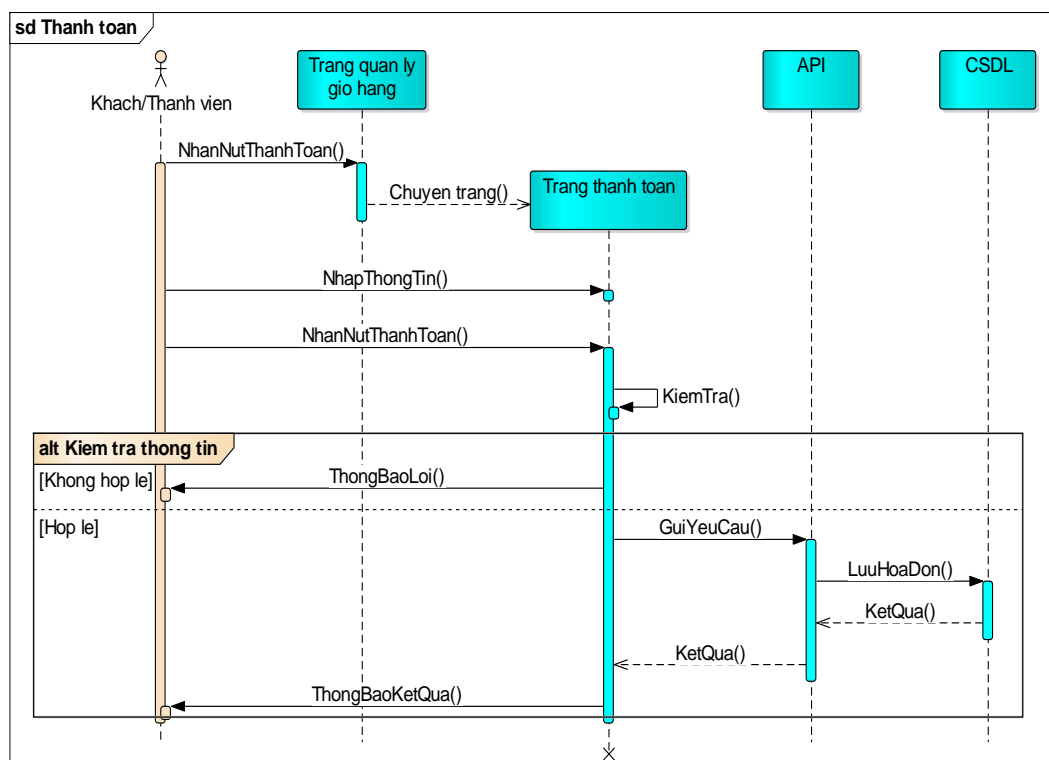 sd Thanh toan
Khach/Thanh vien
Trang quan ly
gio hang
API
CSDL
NhanNutThanhToan()
Chuyen trang()
Trang thanh toan
NhapThongTin()
NhanNutThanhToan()
KiemTra()
alt Kiem tra thong tin
[Khong hop le]
ThongBaoLoi()
[Hop le]
GuiYeuCau()
LuuHoaDon()
KetQua()
KetQua()
ThongBaoKetQua()